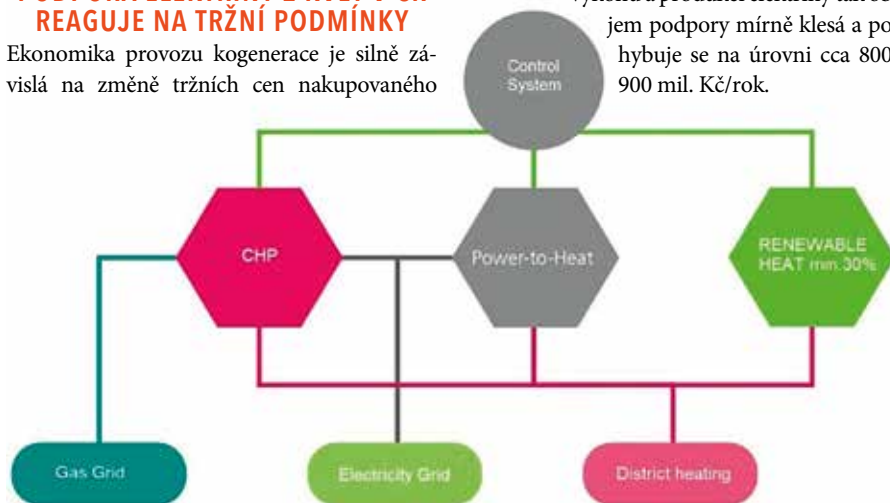 REAGUJE NA TRŽNÍ PODMÍNKY
Ekonomika provozu kogenerace je silně zá-
vislá na změně tržních cen nakupovaného
jem podpory mírně klesá a po
hybuje se na úrovni cca 800
900 mil. Kč/rok.
Control
System
CHP
Power-to-Heat
RENEWABLE
HEAT min.30%
Gas Grid
Electricity Grid
District heating